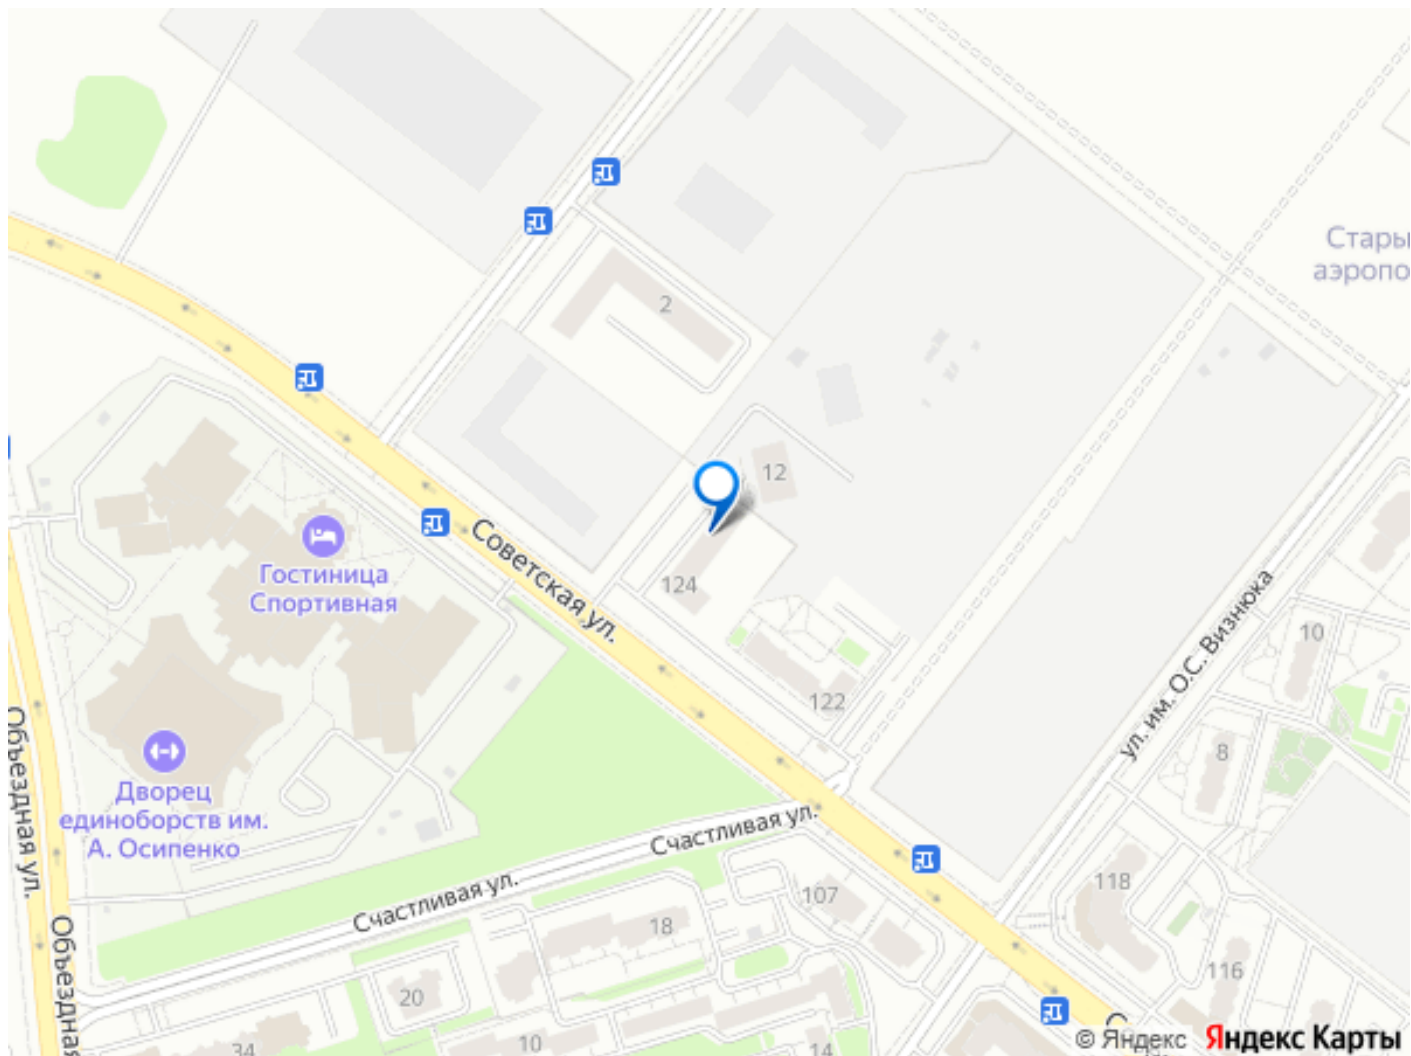 Стары
аэропо
2
12
Советская ул.
124
Гостиница
Спортивная
ул. им. О.С. Визнюка
10
122
8
Объездная ул.
Дворец
единоборств им.
А. Осипенко
Счастливая ул.
Счастливая ул.
107
118
18
Объездная
116
20
10
14
34
С
© Яндекс Яндекс Карты